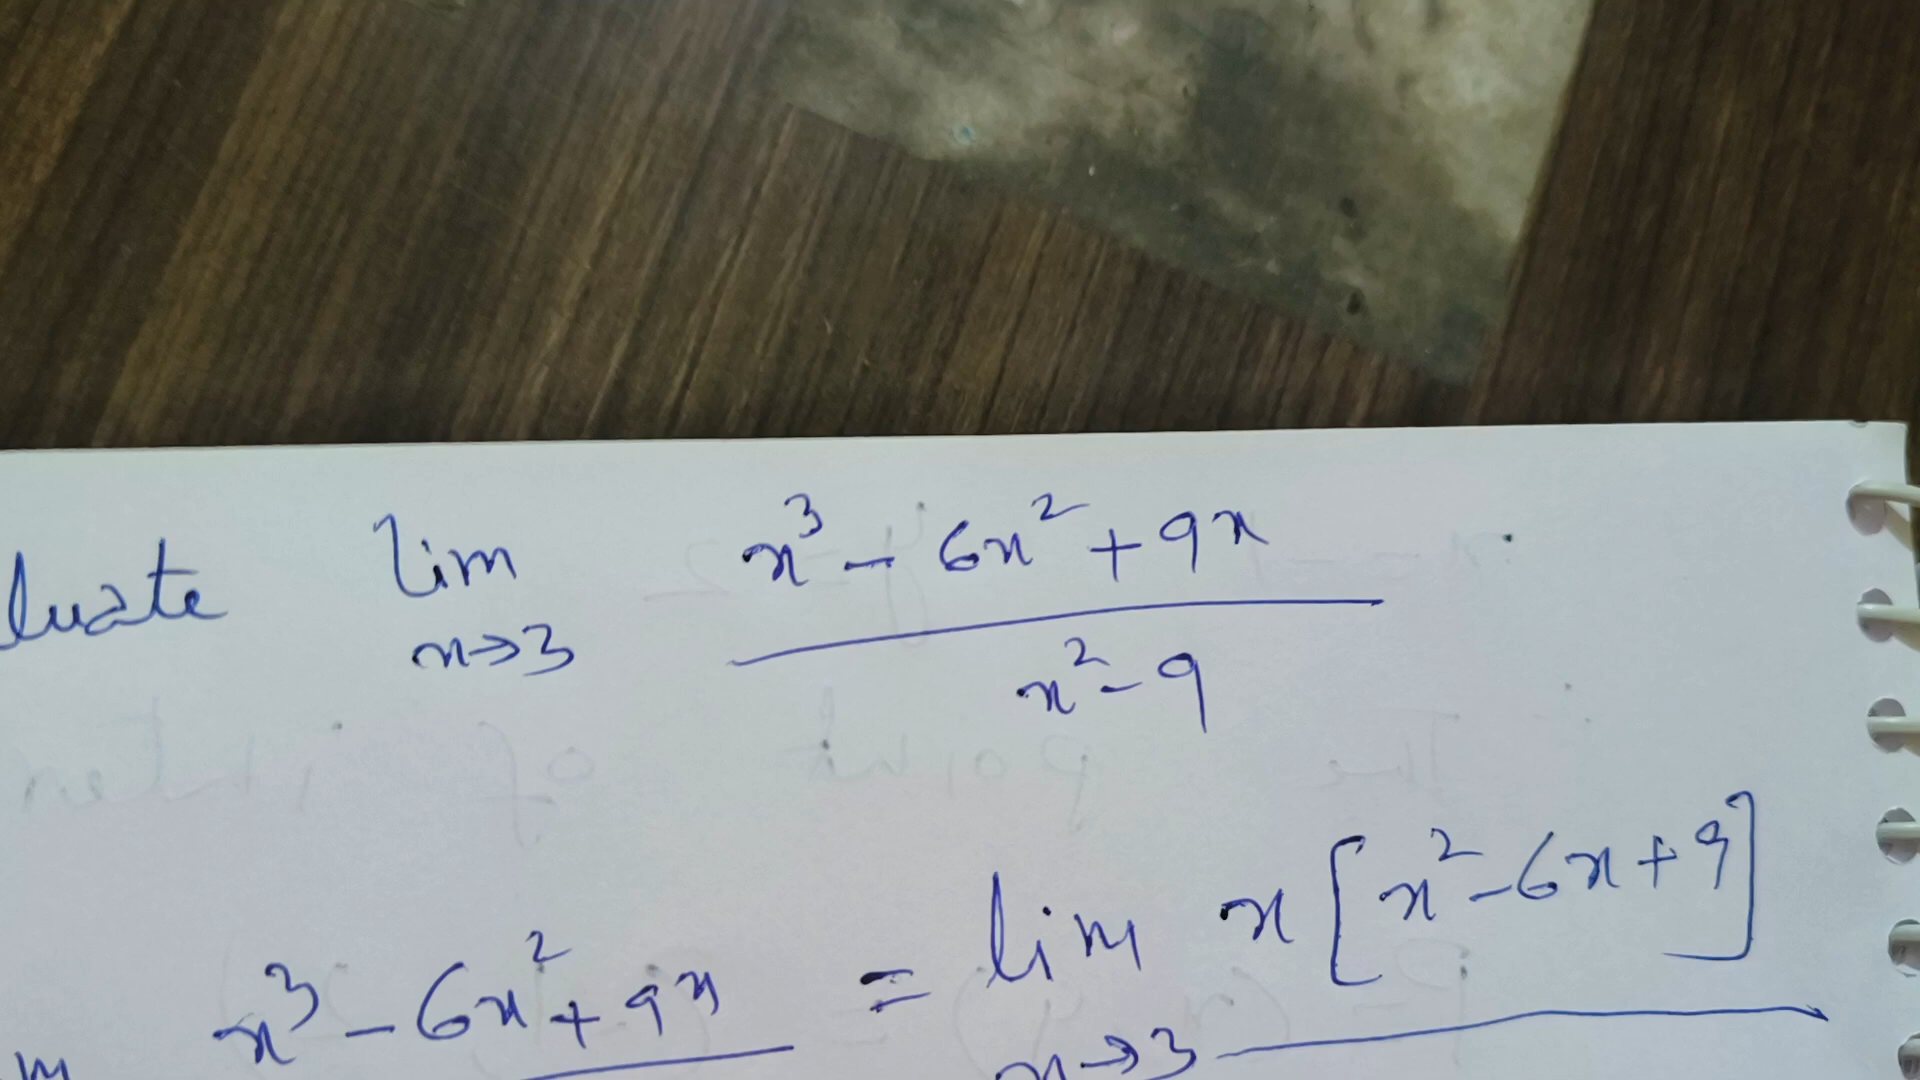 luate lim x→3 x³ - 6x² + 9x / x² - 9
x³ - 6x² + 9x = lim x→3 x[x² - 6x + 9]